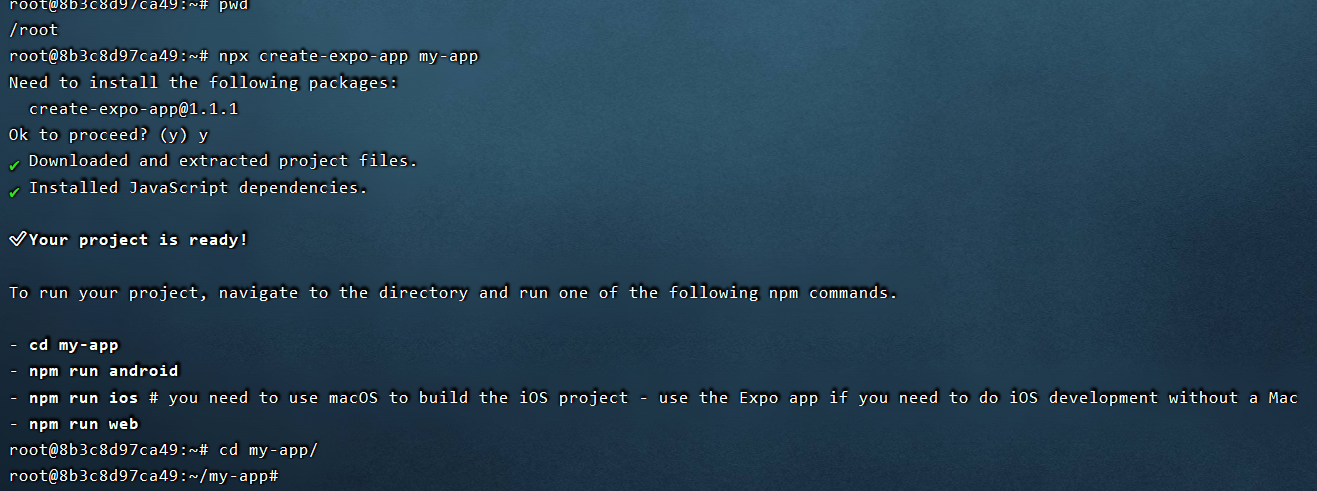 root@8b3c8d97ca49:~# pwd
/root
root@8b3c8d97ca49:~# npx create-expo-app my-app
Need to install the following packages:
  create-expo-app@1.1.1
Ok to proceed? (y) y
✔ Downloaded and extracted project files.
✔ Installed JavaScript dependencies.

✅Your project is ready!

To run your project, navigate to the directory and run one of the following npm commands.

- cd my-app
- npm run android
- npm run ios # you need to use macOS to build the iOS project - use the Expo app if you need to do iOS development without a Mac
- npm run web
root@8b3c8d97ca49:~# cd my-app/
root@8b3c8d97ca49:~/my-app#